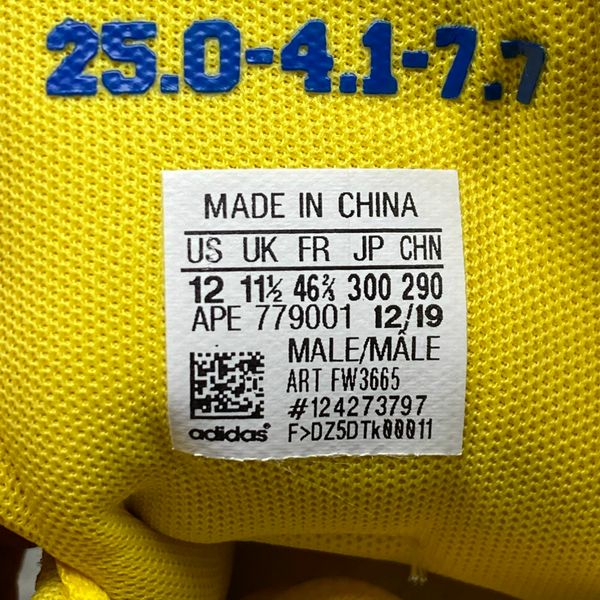 25.0-4.1-7.7
MADE IN CHINA
US UK FR JP CHN
12 11½ 46⅔ 300 290
APE 779001 12/19
MALE/MÂLE
ART FW3665
#124273797
adidas® F>DZ5DTk00011